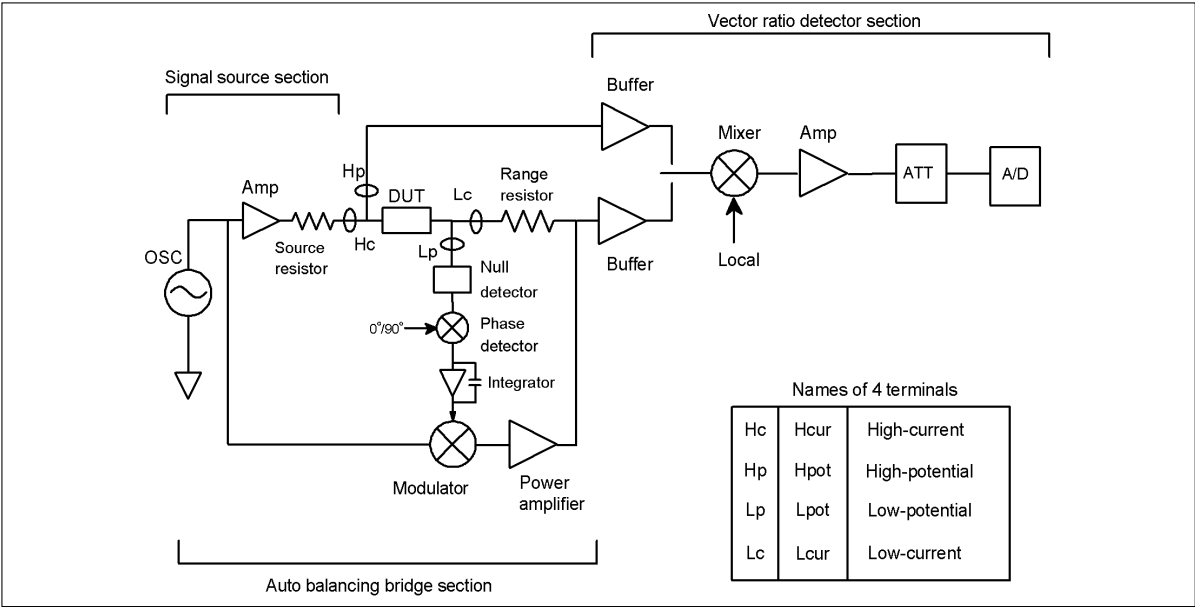 Vector ratio detector section
Signal source section
Buffer
Mixer
Amp
ATT
A/D
Hp
Range
resistor
Amp
DUT
Lc
Source
resistor
Hc
Lp
Buffer
Local
OSC
Null
detector
0°/90°
Phase
detector
Integrator
Modulator
Power
amplifier
Auto balancing bridge section
Names of 4 terminals
Hc Hcur High-current
Hp Hpot High-potential
Lp Lpot Low-potential
Lc Lcur Low-current